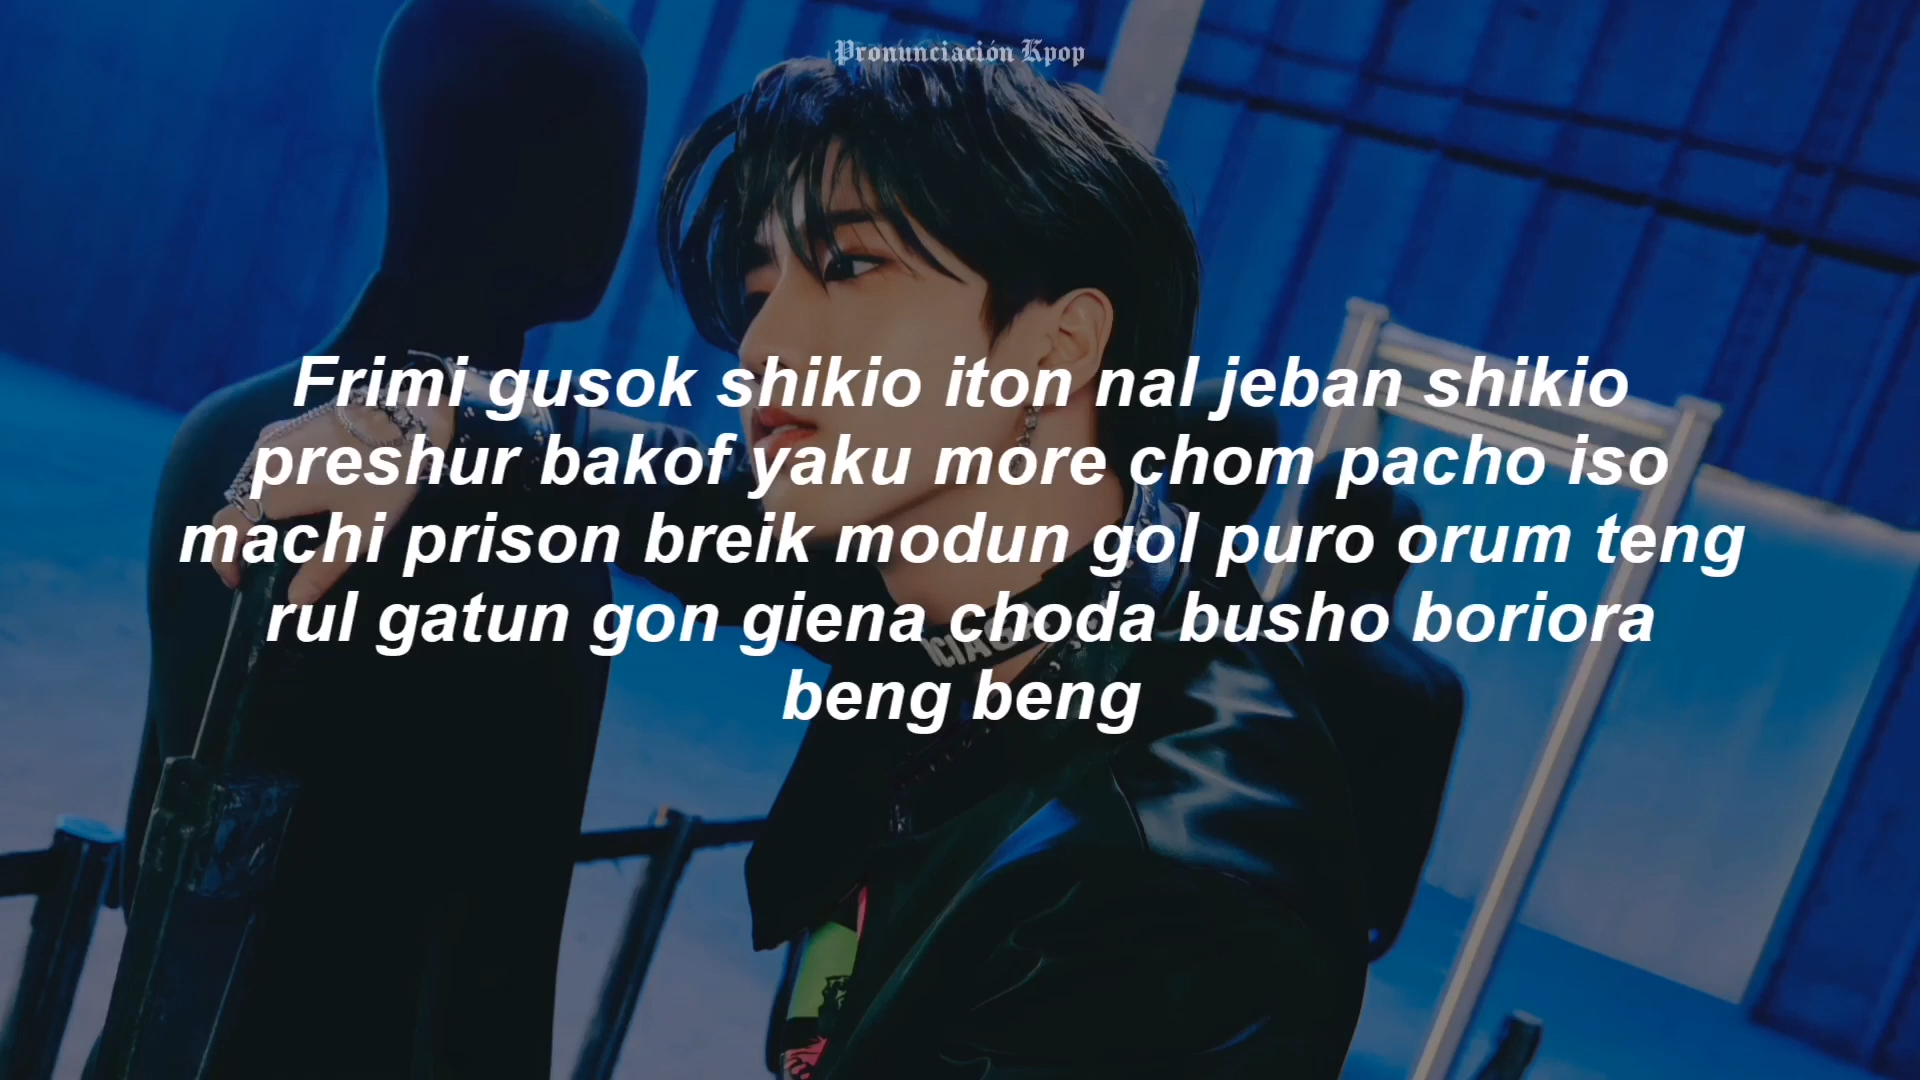 Pronunciación Kpop
Frimi gusok shikio iton nal jeban shikio
preshur bakof yaku more chom pacho iso
machi prison breik modun gol puro orum teng
rul gatun gon giena choda busho boriora
beng beng